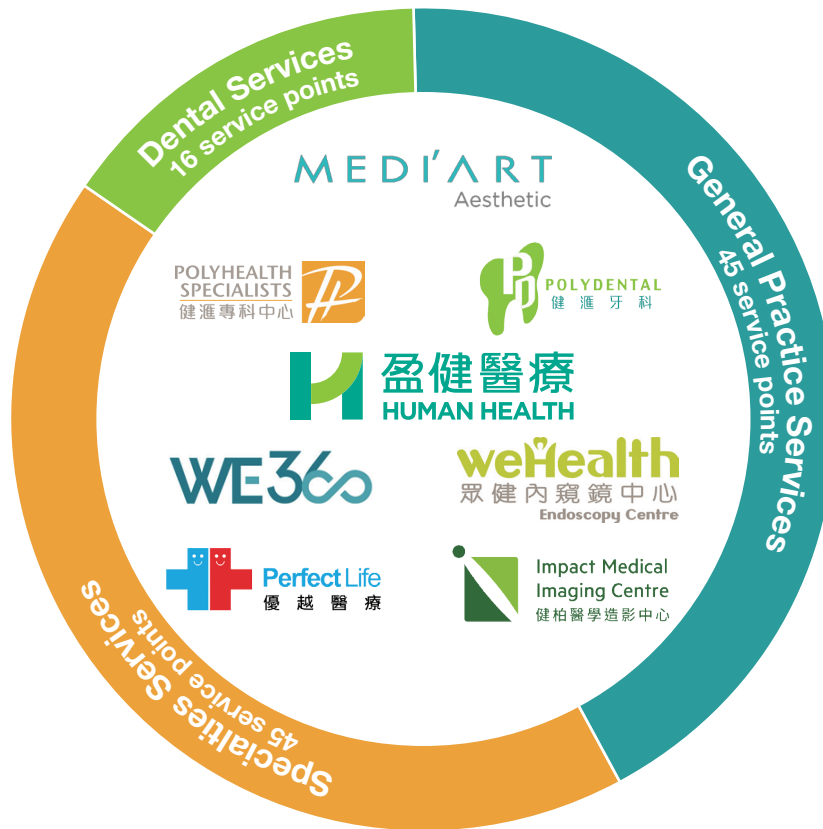 Dental Services
16 service points
General Practice Services
45 service points
MEDI'ART
Aesthetic
POLYHEALTH
SPECIALISTS
健滙專科中心
PD
POLYDENTAL
健滙牙科
盈健醫療
HUMAN HEALTH
WE36O
weHealth
眾健內窺鏡中心
Endoscopy Centre
Perfect Life
優越醫療
Impact Medical
Imaging Centre
健柏醫學造影中心
Specialties Services
45 service points